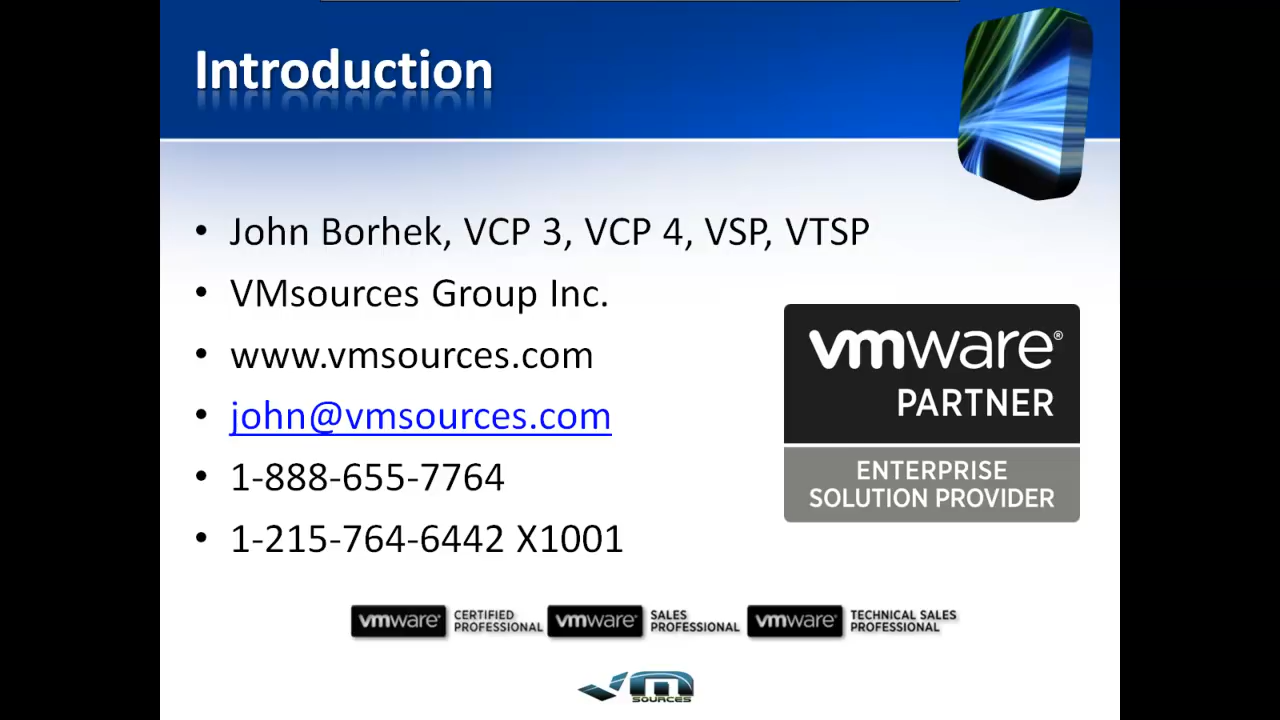 Introduction
• John Borhek, VCP 3, VCP 4, VSP, VTSP
• VMsources Group Inc.
• www.vmsources.com
• john@vmsources.com
• 1-888-655-7764
• 1-215-764-6442 X1001
vmware®
PARTNER
ENTERPRISE
SOLUTION PROVIDER
vmware® CERTIFIED PROFESSIONAL
vmware® SALES PROFESSIONAL
vmware® TECHNICAL SALES PROFESSIONAL
VM
SOURCES